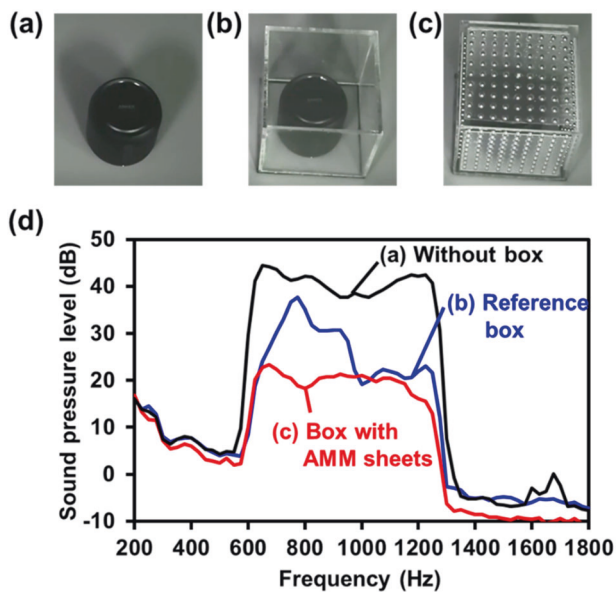 (a)
(b)
(c)
(d)
Sound pressure level (dB)
50
40
30
20
10
0
-10
(a) Without box
(b) Reference
box
(c) Box with
AMM sheets
200
400
600
800
1000
1200
1400
1600
1800
Frequency (Hz)